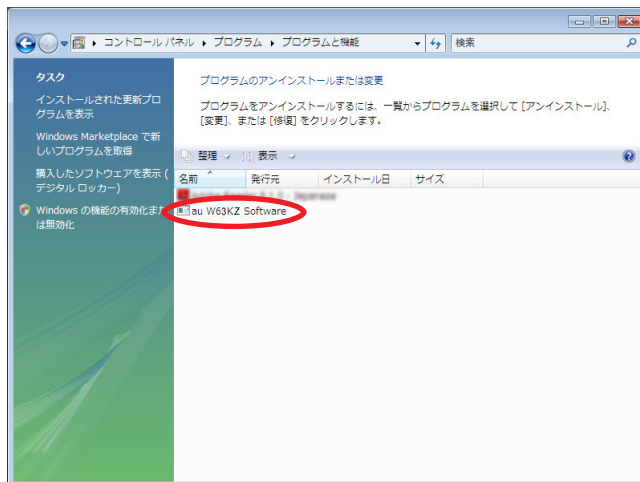 コントロール パネル ▸ プログラム ▸ プログラムと機能
検索
タスク
インストールされた更新プロ
グラムを表示
Windows Marketplace で新
しいプログラムを取得
購入したソフトウェアを表示 (
デジタル ロッカー)
Windows の機能の有効化また
は無効化
プログラムのアンインストールまたは変更
プログラムをアンインストールするには、一覧からプログラムを選択して [アンインストール]、
[変更]、または [修復] をクリックします。
整理 表示
名前 発行元 インストール日 サイズ
au W63KZ Software